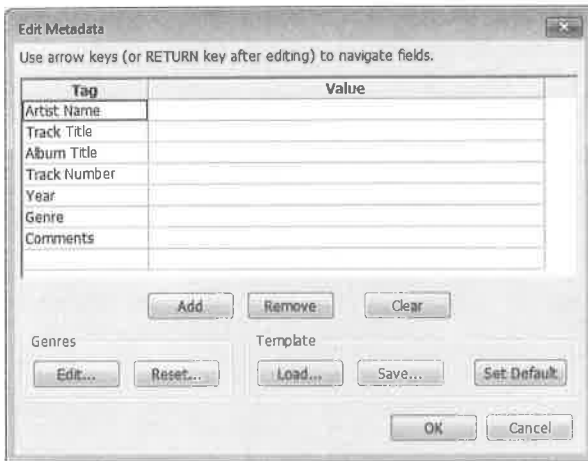 Edit Metadata
Use arrow keys (or RETURN key after editing) to navigate fields.
Tag Value
Artist Name
Track Title
Album Title
Track Number
Year
Genre
Comments
Add Remove Clear
Genres Template
Edit... Reset... Load... Save... Set Default
OK Cancel